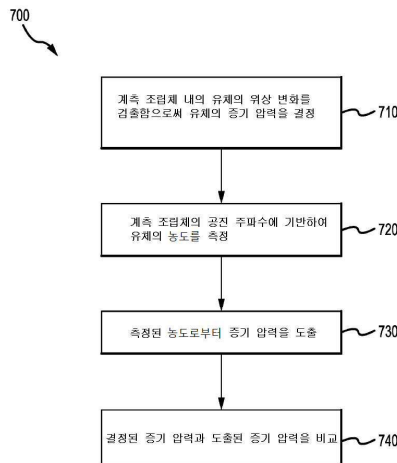 700
계측 조립체 내의 유체의 위상 변화를
검출함으로써 유체의 증기 압력을 결정
710
계측 조립체의 공진 주파수에 기반하여
유체의 농도를 측정
720
측정된 농도로부터 증기 압력을 도출
730
결정된 증기 압력과 도출된 증기 압력을 비교
740